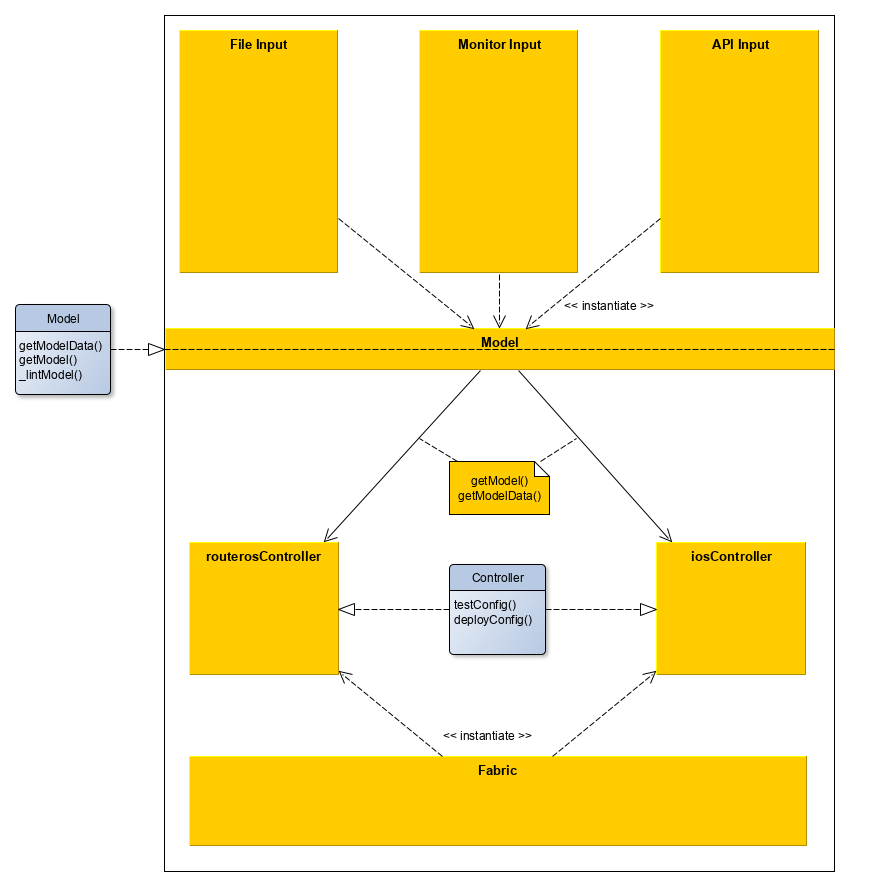 File Input
Monitor Input
API Input
<< instantiate >>
Model
getModelData()
getModel()
_lintModel()
Model
getModel()
getModelData()
routerosController
iosController
Controller
testConfig()
deployConfig()
<< instantiate >>
Fabric